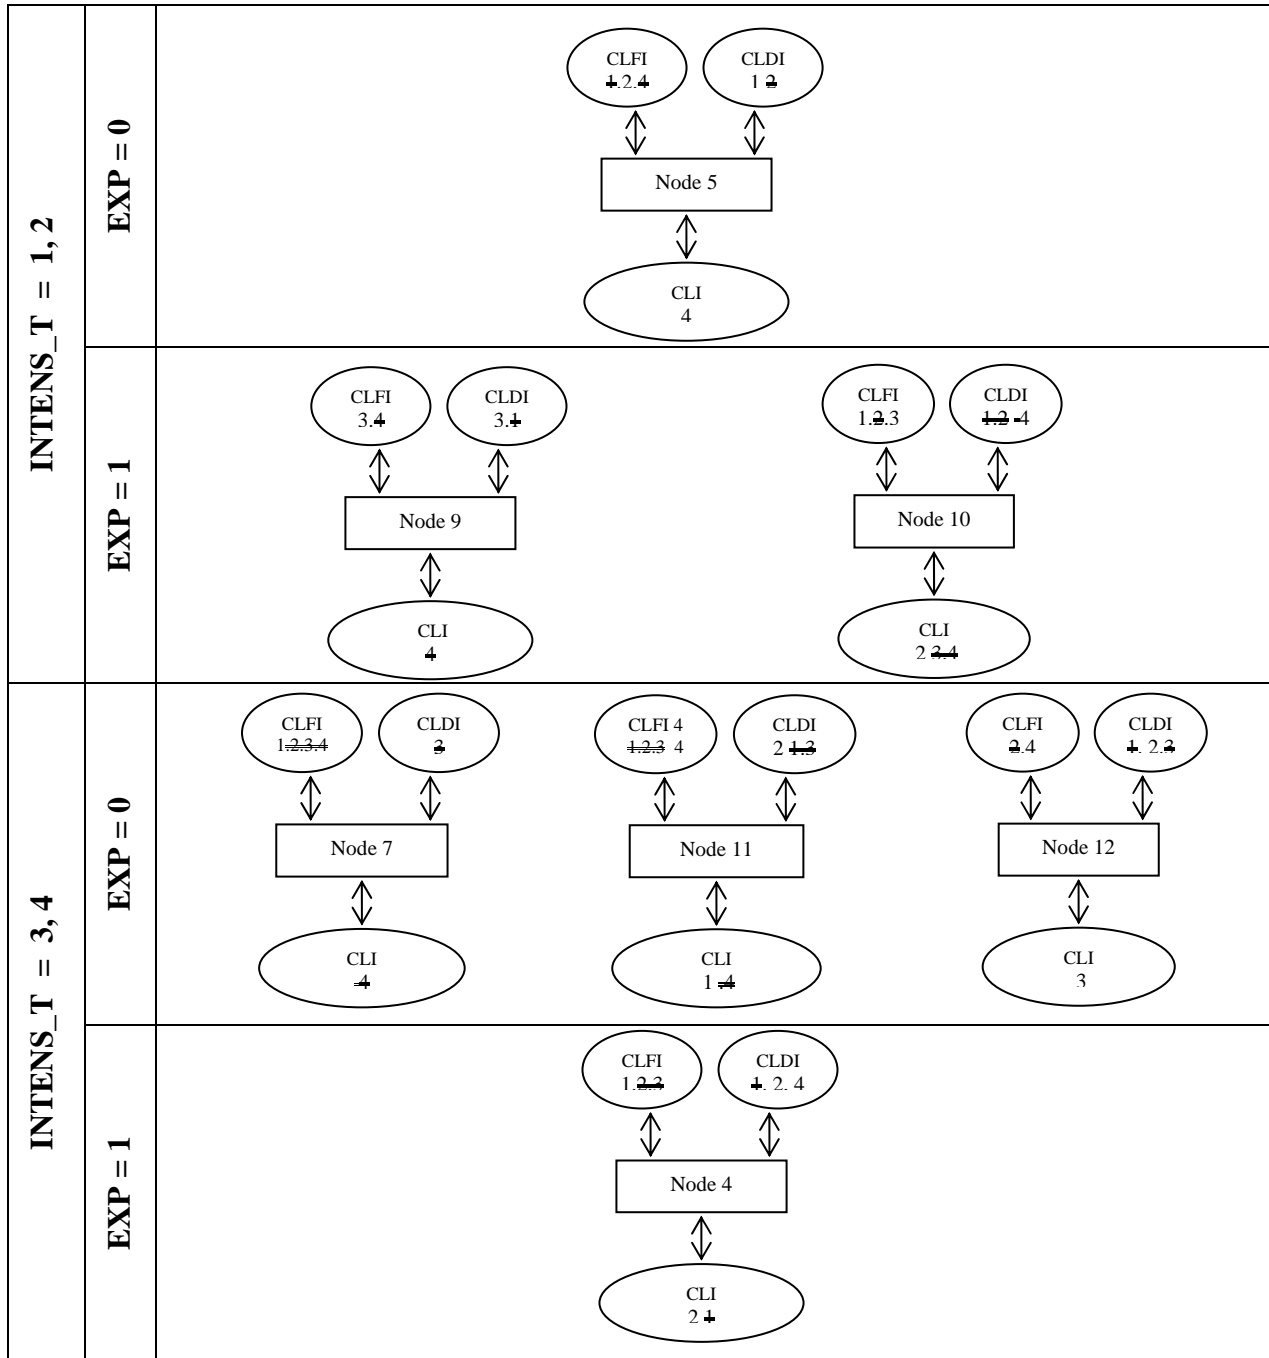 INTENS_T = 1, 2
EXP = 0
CLFI
1.2.4
CLDI
1 2
Node 5
CLI
4
EXP = 1
CLFI
3.4
CLDI
3.1
Node 9
CLI
4
CLFI
1.2.3
CLDI
1.2 -4
Node 10
CLI
2 3.4
INTENS_T = 3, 4
EXP = 0
CLFI
1.2.3.4
CLDI
3
Node 7
CLI
4
CLFI 4
1.2.3 4
CLDI
2 1.3
Node 11
CLI
1 .4
CLFI
2.4
CLDI
1. 2.3
Node 12
CLI
3
EXP = 1
CLFI
1.2.3
CLDI
1. 2. 4
Node 4
CLI
2 1